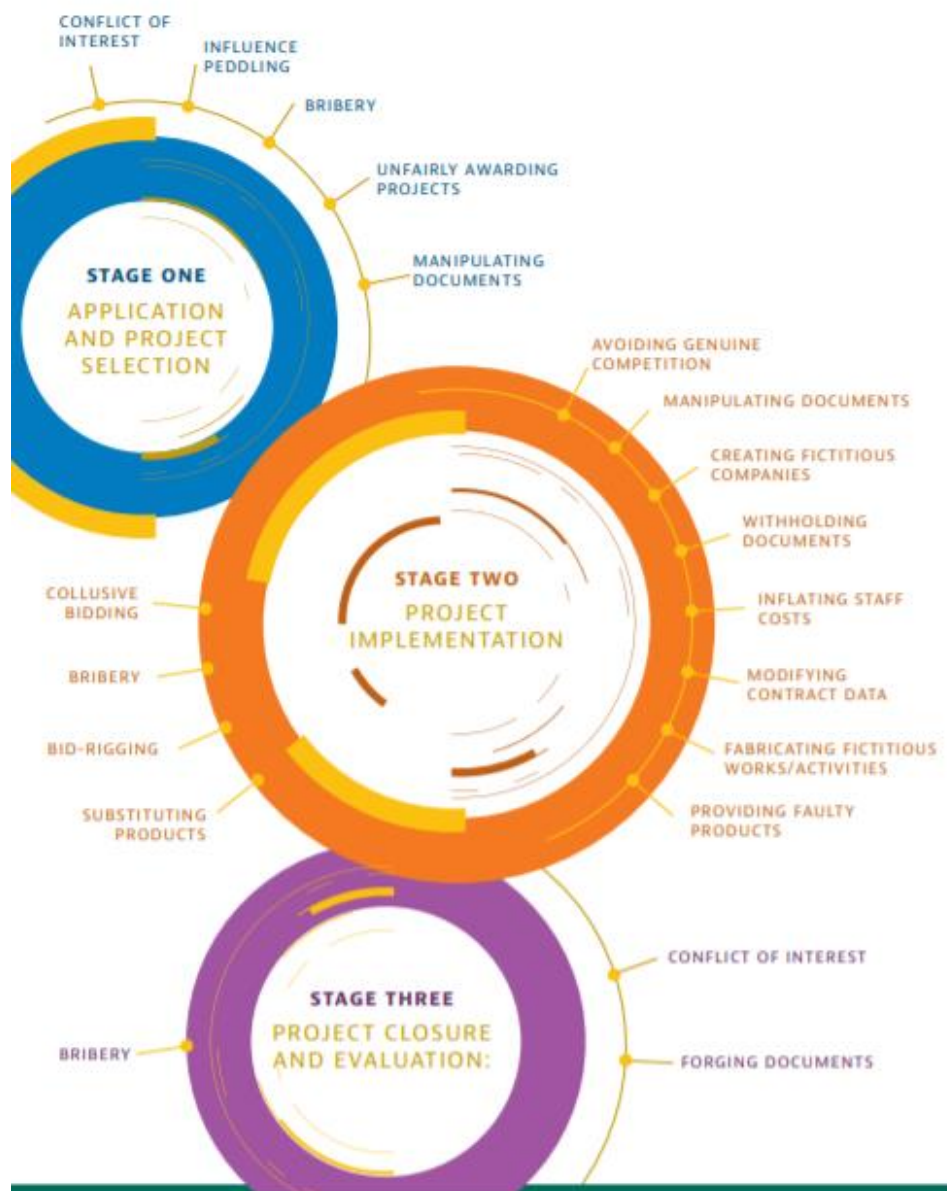 CONFLICT OF
INTEREST
INFLUENCE
PEDDLING
BRIBERY
UNFAIRLY AWARDING
PROJECTS
MANIPULATING
DOCUMENTS
STAGE ONE
APPLICATION
AND PROJECT
SELECTION
AVOIDING GENUINE
COMPETITION
MANIPULATING DOCUMENTS
CREATING FICTITIOUS
COMPANIES
WITHHOLDING
DOCUMENTS
INFLATING STAFF
COSTS
MODIFYING
CONTRACT DATA
FABRICATING FICTITIOUS
WORKS/ACTIVITIES
PROVIDING FAULTY
PRODUCTS
STAGE TWO
PROJECT
IMPLEMENTATION
COLLUSIVE
BIDDING
BRIBERY
BID-RIGGING
SUBSTITUTING
PRODUCTS
STAGE THREE
PROJECT CLOSURE
AND EVALUATION:
CONFLICT OF INTEREST
FORGING DOCUMENTS
BRIBERY